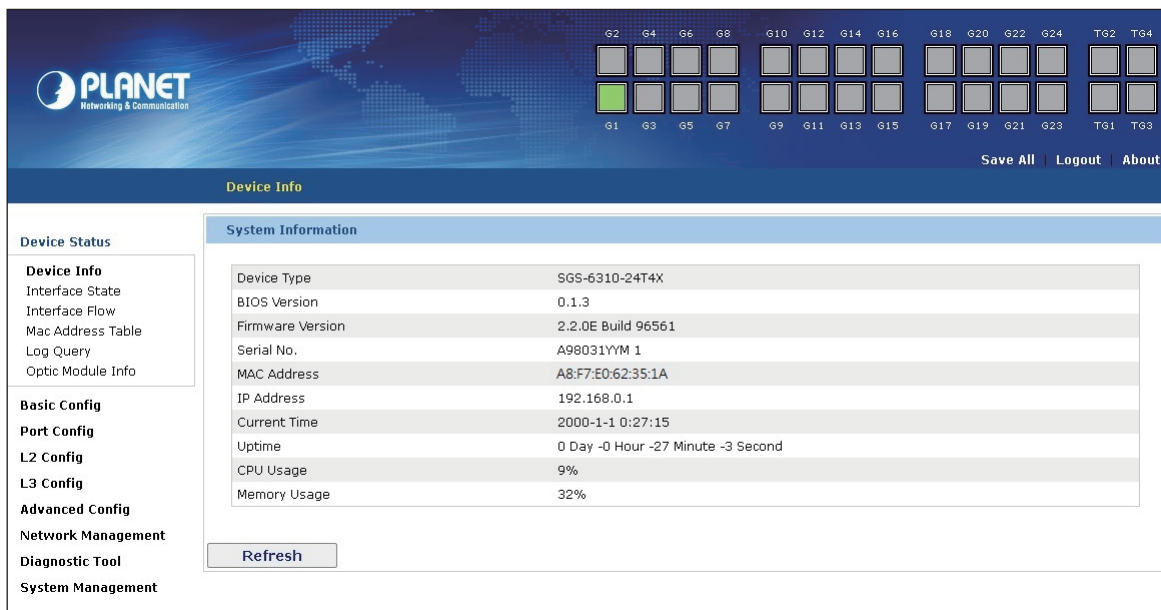 G2 G4 G6 G8 G10 G12 G14 G16 G18 G20 G22 G24 TG2 TG4
PLANET
Networking & Communication
G1 G3 G5 G7 G9 G11 G13 G15 G17 G19 G21 G23 TG1 TG3
Save All | Logout | About
Device Info
Device Status
Device Info
Interface State
Interface Flow
Mac Address Table
Log Query
Optic Module Info
Basic Config
Port Config
L2 Config
L3 Config
Advanced Config
Network Management
Diagnostic Tool
System Management
System Information
Device Type SGS-6310-24T4X
BIOS Version 0.1.3
Firmware Version 2.2.0E Build 96561
Serial No. A98031YYM 1
MAC Address A8:F7:E0:62:35:1A
IP Address 192.168.0.1
Current Time 2000-1-1 0:27:15
Uptime 0 Day -0 Hour -27 Minute -3 Second
CPU Usage 9%
Memory Usage 32%
Refresh